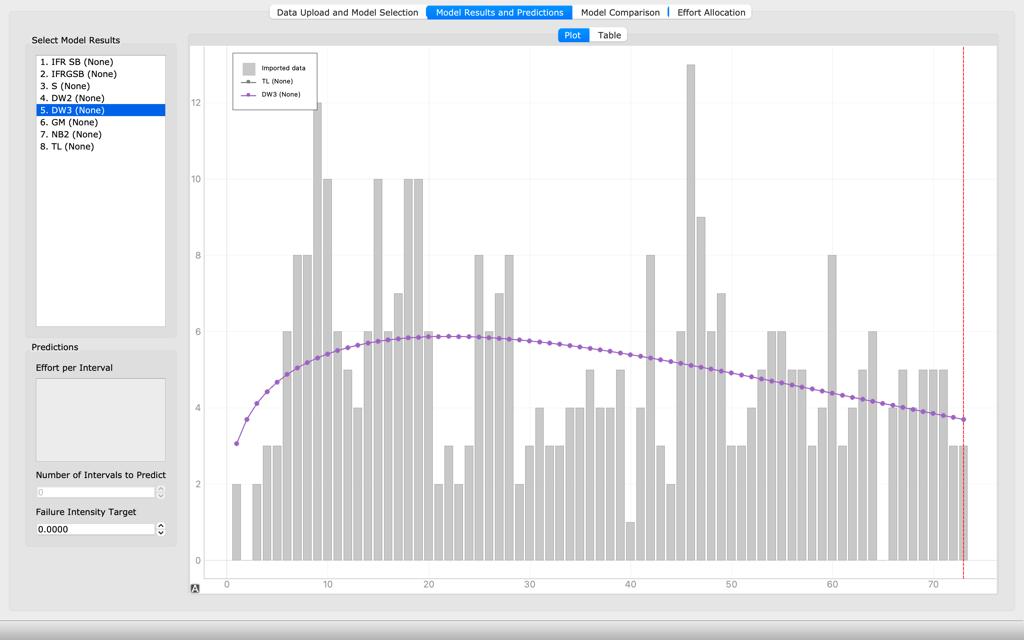 Data Upload and Model Selection
Model Results and Predictions
Model Comparison
Effort Allocation
Select Model Results
Plot
Table
1. IFR SB (None)
2. IFRGSB (None)
3. S (None)
4. DW2 (None)
5. DW3 (None)
6. GM (None)
7. NB2 (None)
8. TL (None)
Imported data
TL (None)
DW3 (None)
12
10
8
6
4
2
0
0 10 20 30 40 50 60 70
A
Predictions
Effort per Interval
Number of Intervals to Predict
0
Failure Intensity Target
0.0000